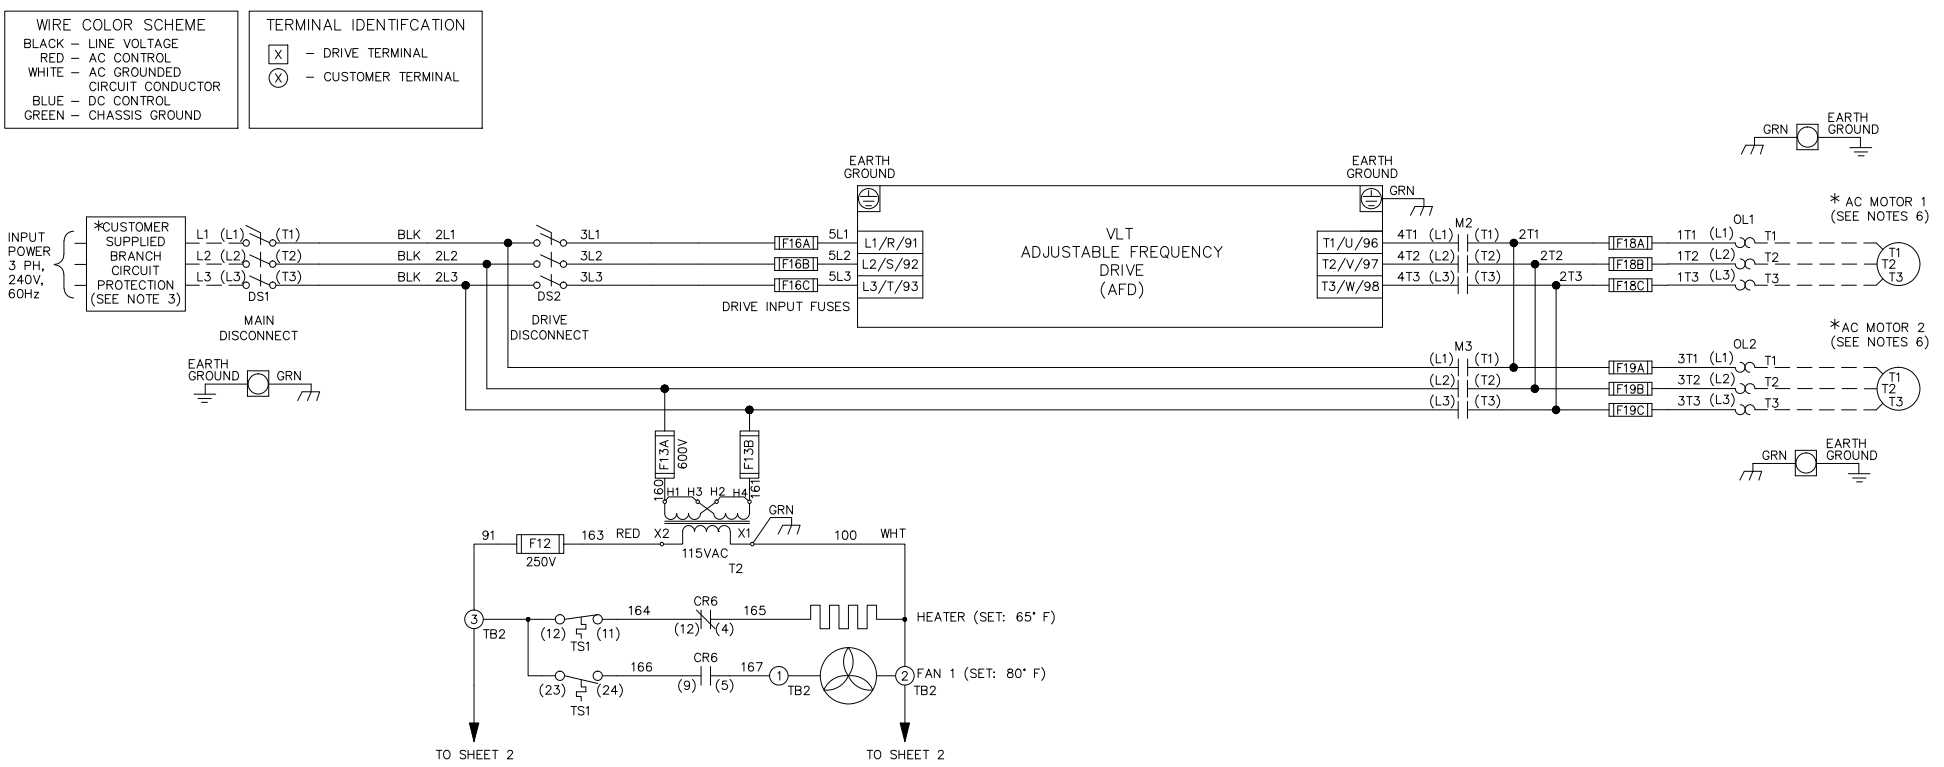 WIRE COLOR SCHEME
BLACK – LINE VOLTAGE
RED – AC CONTROL
WHITE – AC GROUNDED
CIRCUIT CONDUCTOR
BLUE – DC CONTROL
GREEN – CHASSIS GROUND
TERMINAL IDENTIFCATION
X – DRIVE TERMINAL
X – CUSTOMER TERMINAL
INPUT
POWER
3 PH,
240V,
60Hz
*CUSTOMER
SUPPLIED
BRANCH
CIRCUIT
PROTECTION
(SEE NOTE 3)
L1 (L1) (T1) BLK 2L1 3L1 F16A 5L1 L1/R/91
L2 (L2) (T2) BLK 2L2 3L2 F16B 5L2 L2/S/92
L3 (L3) (T3) BLK 2L3 3L3 F16C 5L3 L3/T/93
DS1
MAIN
DISCONNECT
DS2
DRIVE
DISCONNECT
DRIVE INPUT FUSES
EARTH
GROUND
GRN
EARTH
GROUND
VLT
ADJUSTABLE FREQUENCY
DRIVE
(AFD)
EARTH
GROUND
GRN
M2
T1/U/96 4T1 (L1) (T1) 2T1 F18A 1T1 (L1) T1
T2/V/97 4T2 (L2) (T2) 2T2 F18B 1T2 (L2) T2
T3/W/98 4T3 (L3) (T3) 2T3 F18C 1T3 (L3) T3
OL1
GRN
EARTH
GROUND
* AC MOTOR 1
(SEE NOTES 6)
T1
T2
T3
M3
(L1) (T1) F19A 3T1 (L1) T1
(L2) (T2) F19B 3T2 (L2) T2
(L3) (T3) F19C 3T3 (L3) T3
OL2
*AC MOTOR 2
(SEE NOTES 6)
T1
T2
T3
GRN
EARTH
GROUND
F13A
600V
F13B
160
H1 H3 H2 H4
161
GRN
91 F12 163 RED X2 X1 100 WHT
250V
115VAC
T2
3
TB2
(12) (11)
TS1
164
CR6
(12) (4)
165
HEATER (SET: 65° F)
(23) (24)
TS1
166
CR6
(9) (5)
167
1
TB2
2
TB2
FAN 1 (SET: 80° F)
TO SHEET 2
TO SHEET 2